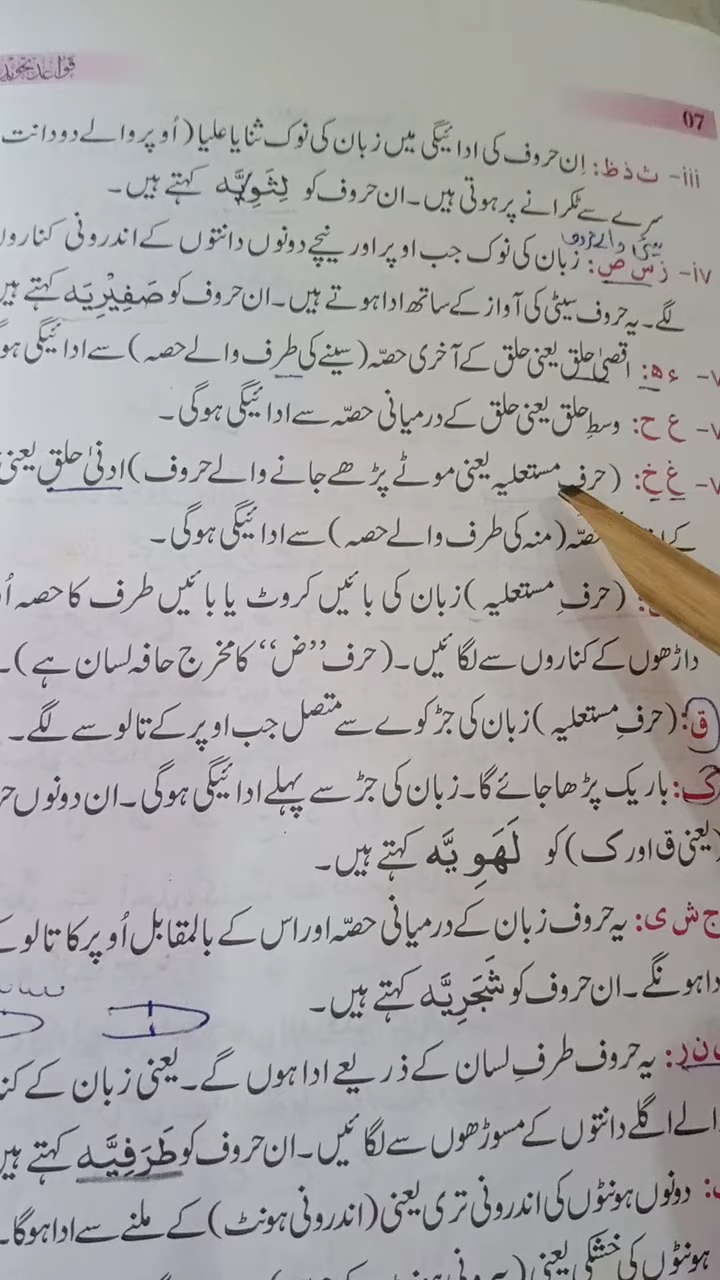 قواعد تجوید
07
iii- ث ذ ظ: اِن حروف کی ادائیگی میں زبان کی نوک ثنایا علیا (اُوپر والے دو دانت
سرے سے ٹکرانے پر ہوتی ہیں۔ ان حروف کو لِثَوِیَّه کہتے ہیں۔
سیٹی والے حروف
iv- ز س ص: زبان کی نوک جب اوپر اور نیچے دونوں دانتوں کے اندرونی کناروں
لگے۔ یہ حروف سیٹی کی آواز کے ساتھ ادا ہوتے ہیں۔ ان حروف کو صَفِیْرِیَه کہتے ہیں
v- ء ھ: اقصیٰ حلق یعنی حلق کے آخری حصّہ (سینے کی طرف والے حصہ) سے ادائیگی ہو
v- ع ح: وسطِ حلق یعنی حلق کے درمیانی حصّہ سے ادائیگی ہوگی۔
v- غ خ: (حرفِ مستعلیہ یعنی موٹے پڑھے جانے والے حروف) ادنیٰ حلق یعنی
حصّہ (منہ کی طرف والے حصہ) سے ادائیگی ہوگی۔
(حرفِ مستعلیہ) زبان کی بائیں کروٹ یا بائیں طرف کا حصہ اُ
داڑھوں کے کناروں سے لگائیں۔ (حرف ”ض“ کا مخرج حافہ لسان ہے)۔
ق: (حرفِ مستعلیہ) زبان کی جڑ کوے سے متصل جب اوپر کے تالو سے لگے۔
ک: باریک پڑھا جائے گا۔ زبان کی جڑ سے پہلے ادائیگی ہوگی۔ ان دونوں حر
(یعنی ق اور ک) کو لَھَوِیَّه کہتے ہیں۔
ج ش ی: یہ حروف زبان کے درمیانی حصّہ اور اس کے بالمقابل اُوپر کا تالو کے
دا ہونگے۔ ان حروف کو شَجَرِیَّه کہتے ہیں۔
ن ر: یہ حروف طرفِ لسان کے ذریعے ادا ہوں گے۔ یعنی زبان کے کنا
الے اگلے دانتوں کے مسوڑھوں سے لگائیں۔ ان حروف کو طَرَفِیَّه کہتے ہیں
دونوں ہونٹوں کی اندرونی تری یعنی (اندرونی ہونٹ) کے ملنے سے ادا ہوگا۔
ہونٹوں کی خشکی یعنی